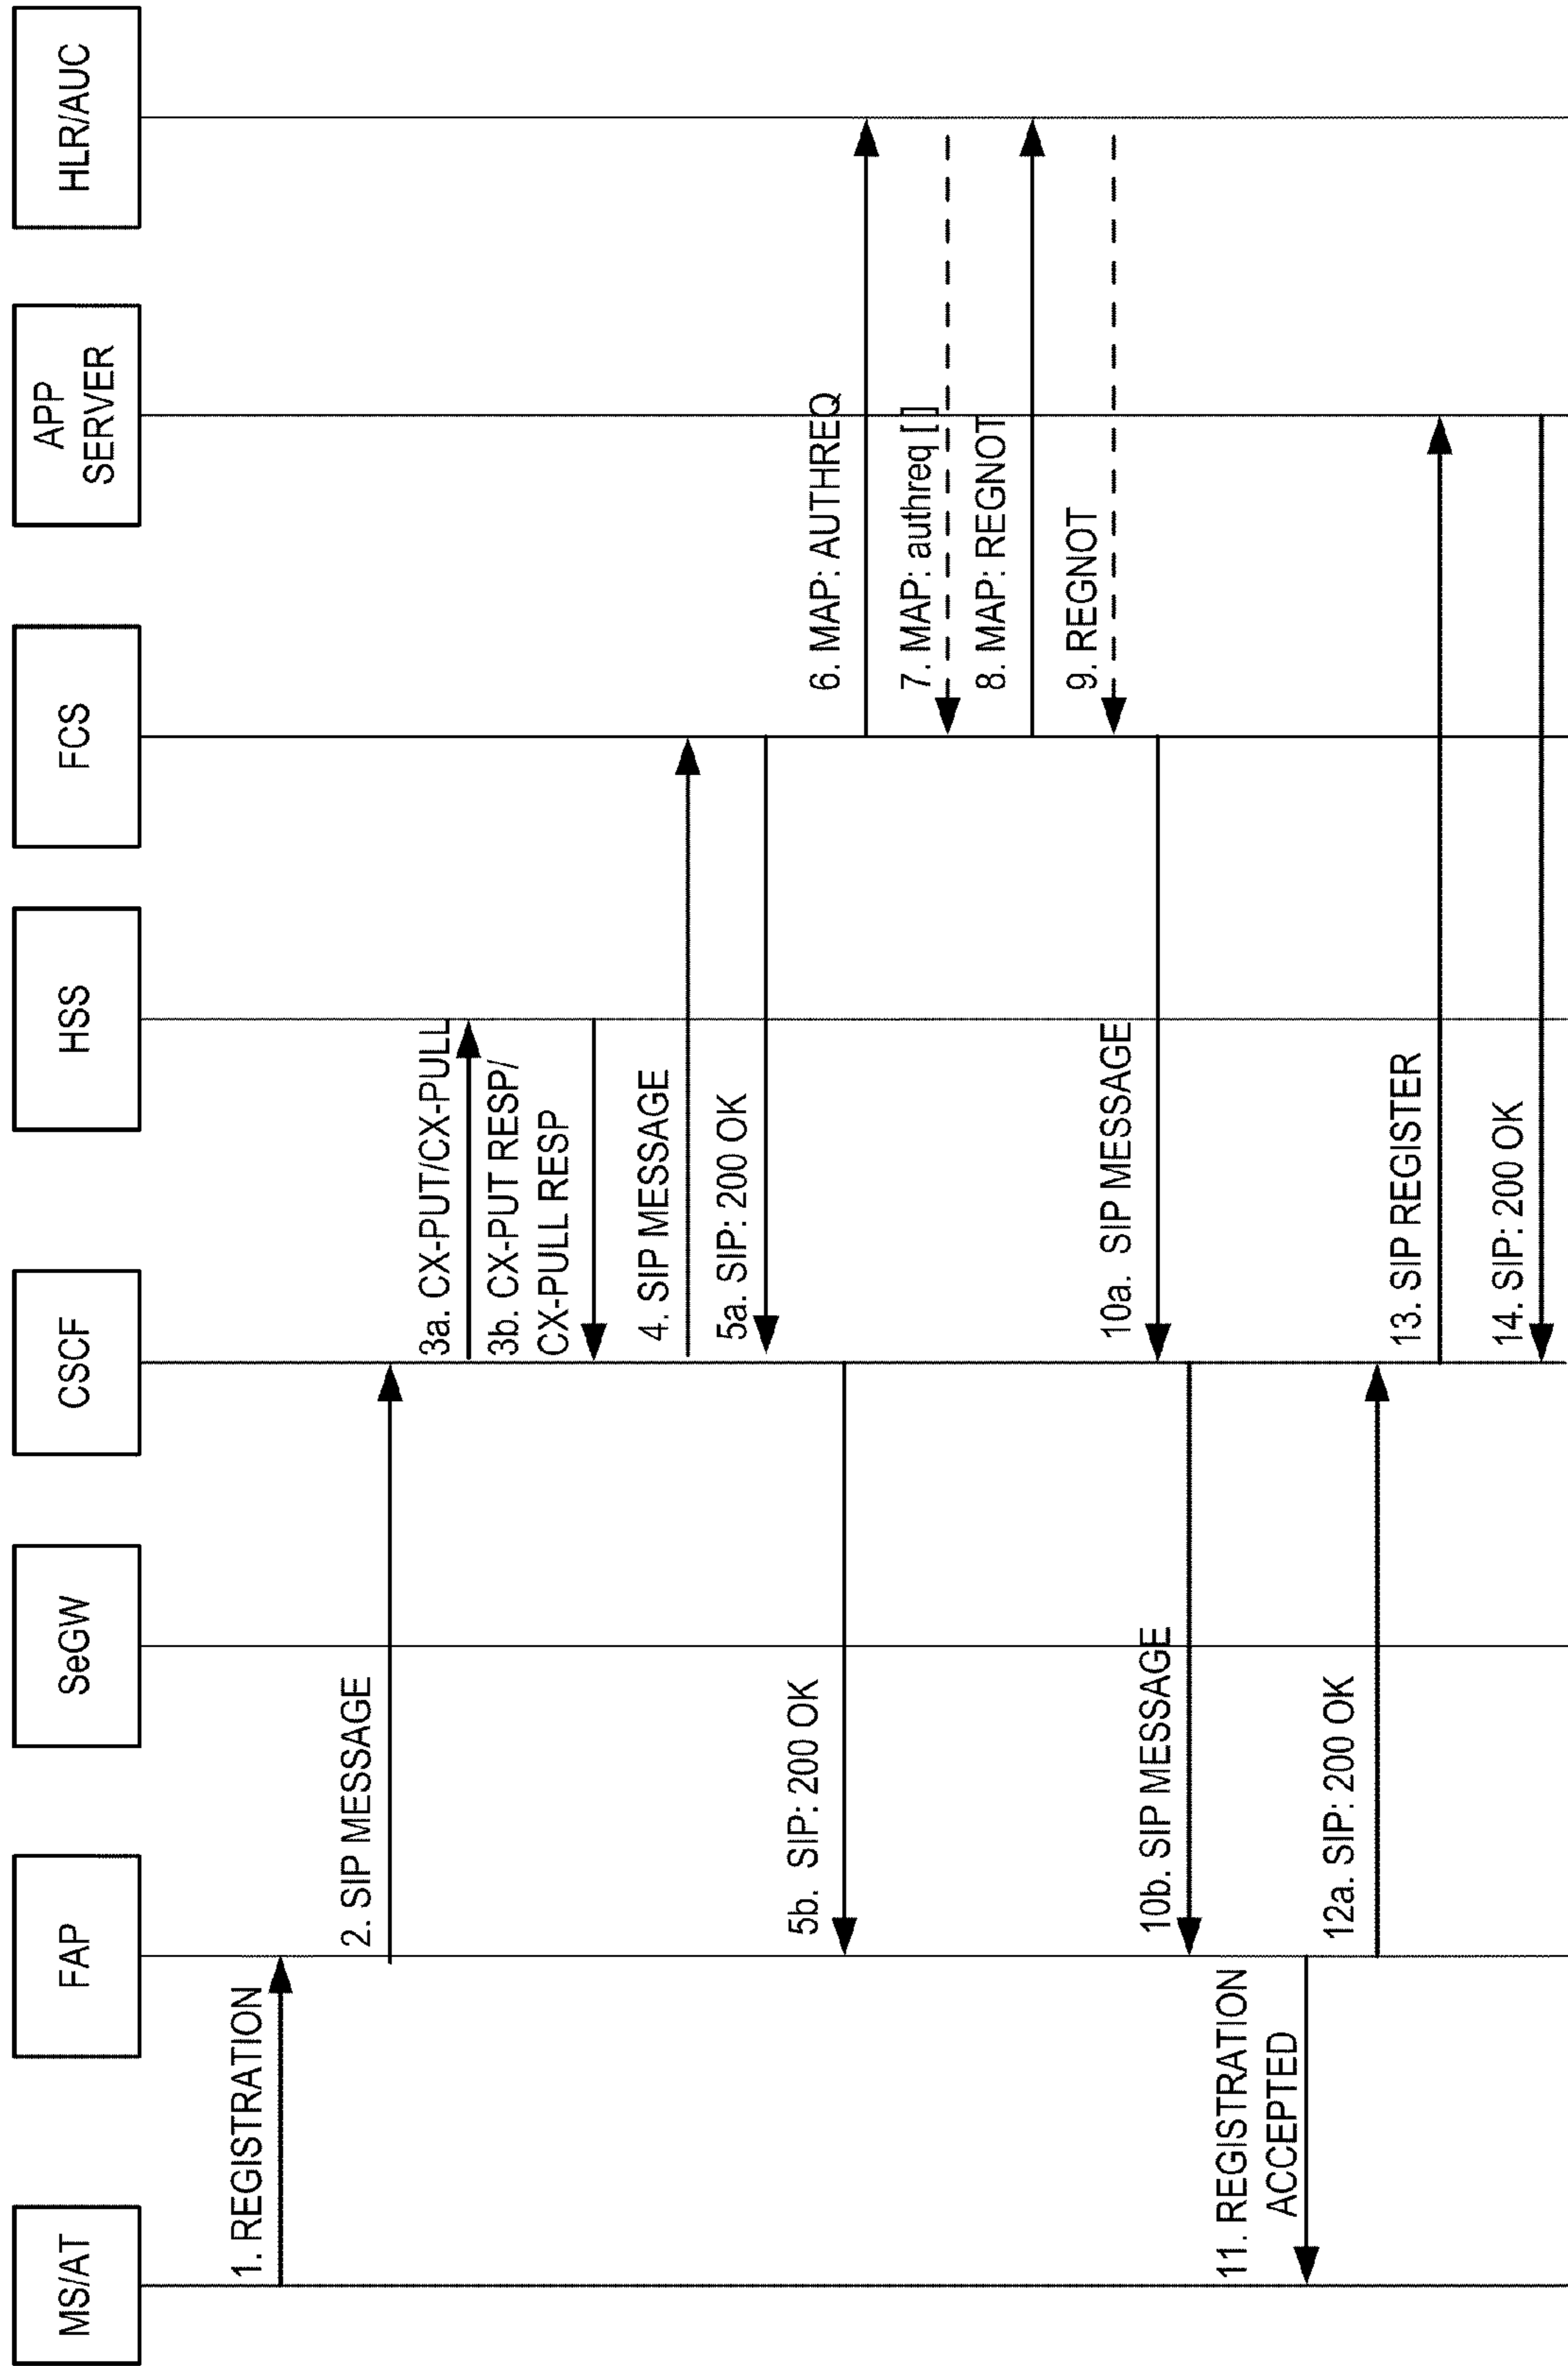 MS/AT
FAP
SeGW
CSCF
HSS
FCS
APP
SERVER
HLR/AUC
1. REGISTRATION
2. SIP MESSAGE
3a. CX-PUT/CX-PULL
3b. CX-PUT RESP/
CX-PULL RESP
4. SIP MESSAGE
5a. SIP: 200 OK
5b. SIP: 200 OK
6. MAP: AUTHREQ
7. MAP: authreq [ ]
8. MAP: REGNOT
9. REGNOT
10a. SIP MESSAGE
10b. SIP MESSAGE
11. REGISTRATION
ACCEPTED
12a. SIP: 200 OK
13. SIP REGISTER
14. SIP: 200 OK